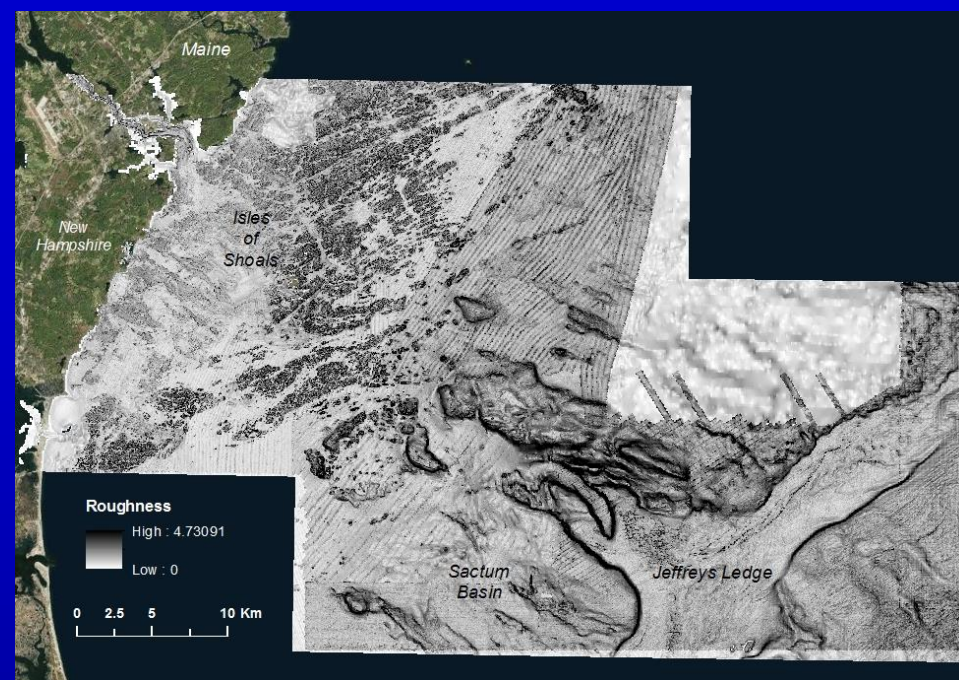 Maine
Isles
of
Shoals
New
Hampshire
Roughness
High : 4.73091
Low : 0
0 2.5 5 10 Km
Sactum
Basin
Jeffreys Ledge